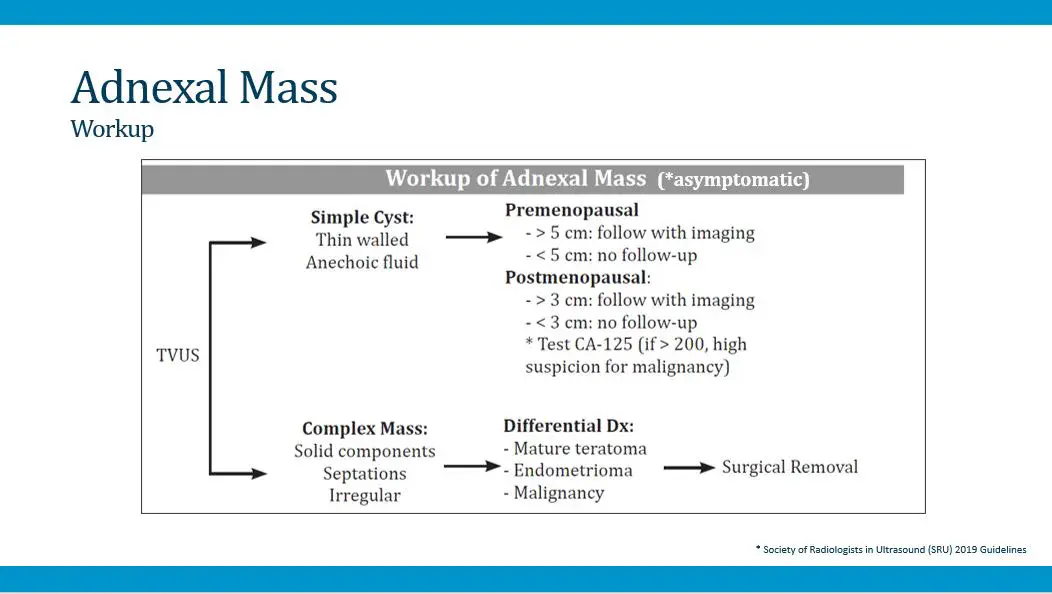 Adnexal Mass
Workup
Workup of Adnexal Mass (*asymptomatic)
TVUS
Simple Cyst:
Thin walled
Anechoic fluid
Premenopausal
- > 5 cm: follow with imaging
- < 5 cm: no follow-up
Postmenopausal:
- > 3 cm: follow with imaging
- < 3 cm: no follow-up
* Test CA-125 (if > 200, high
suspicion for malignancy)
Complex Mass:
Solid components
Septations
Irregular
Differential Dx:
- Mature teratoma
- Endometrioma
- Malignancy
Surgical Removal
* Society of Radiologists in Ultrasound (SRU) 2019 Guidelines